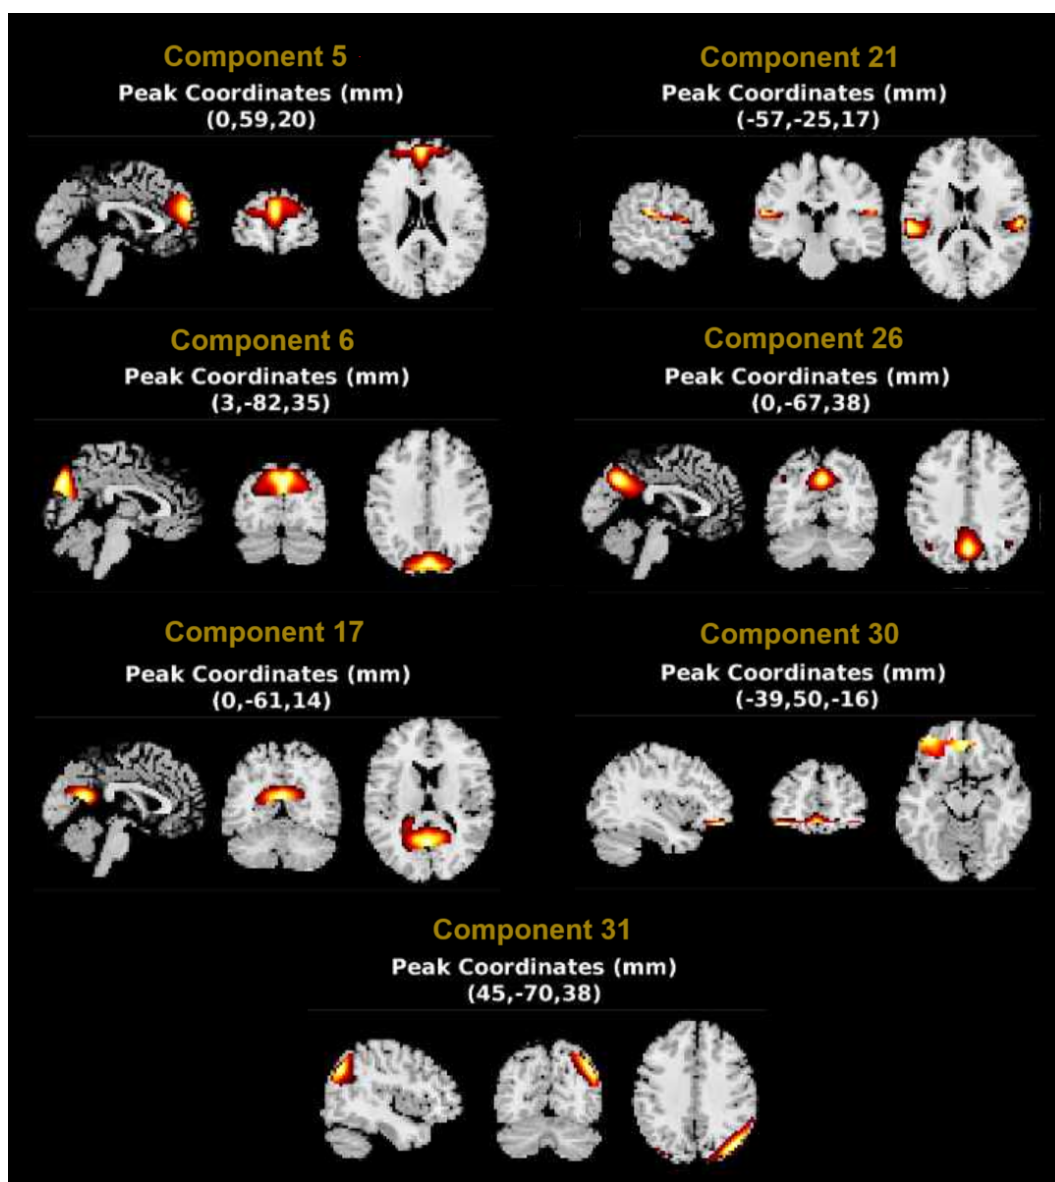 Component 5
Peak Coordinates (mm)
(0,59,20)
Component 21
Peak Coordinates (mm)
(-57,-25,17)
Component 6
Peak Coordinates (mm)
(3,-82,35)
Component 26
Peak Coordinates (mm)
(0,-67,38)
Component 17
Peak Coordinates (mm)
(0,-61,14)
Component 30
Peak Coordinates (mm)
(-39,50,-16)
Component 31
Peak Coordinates (mm)
(45,-70,38)